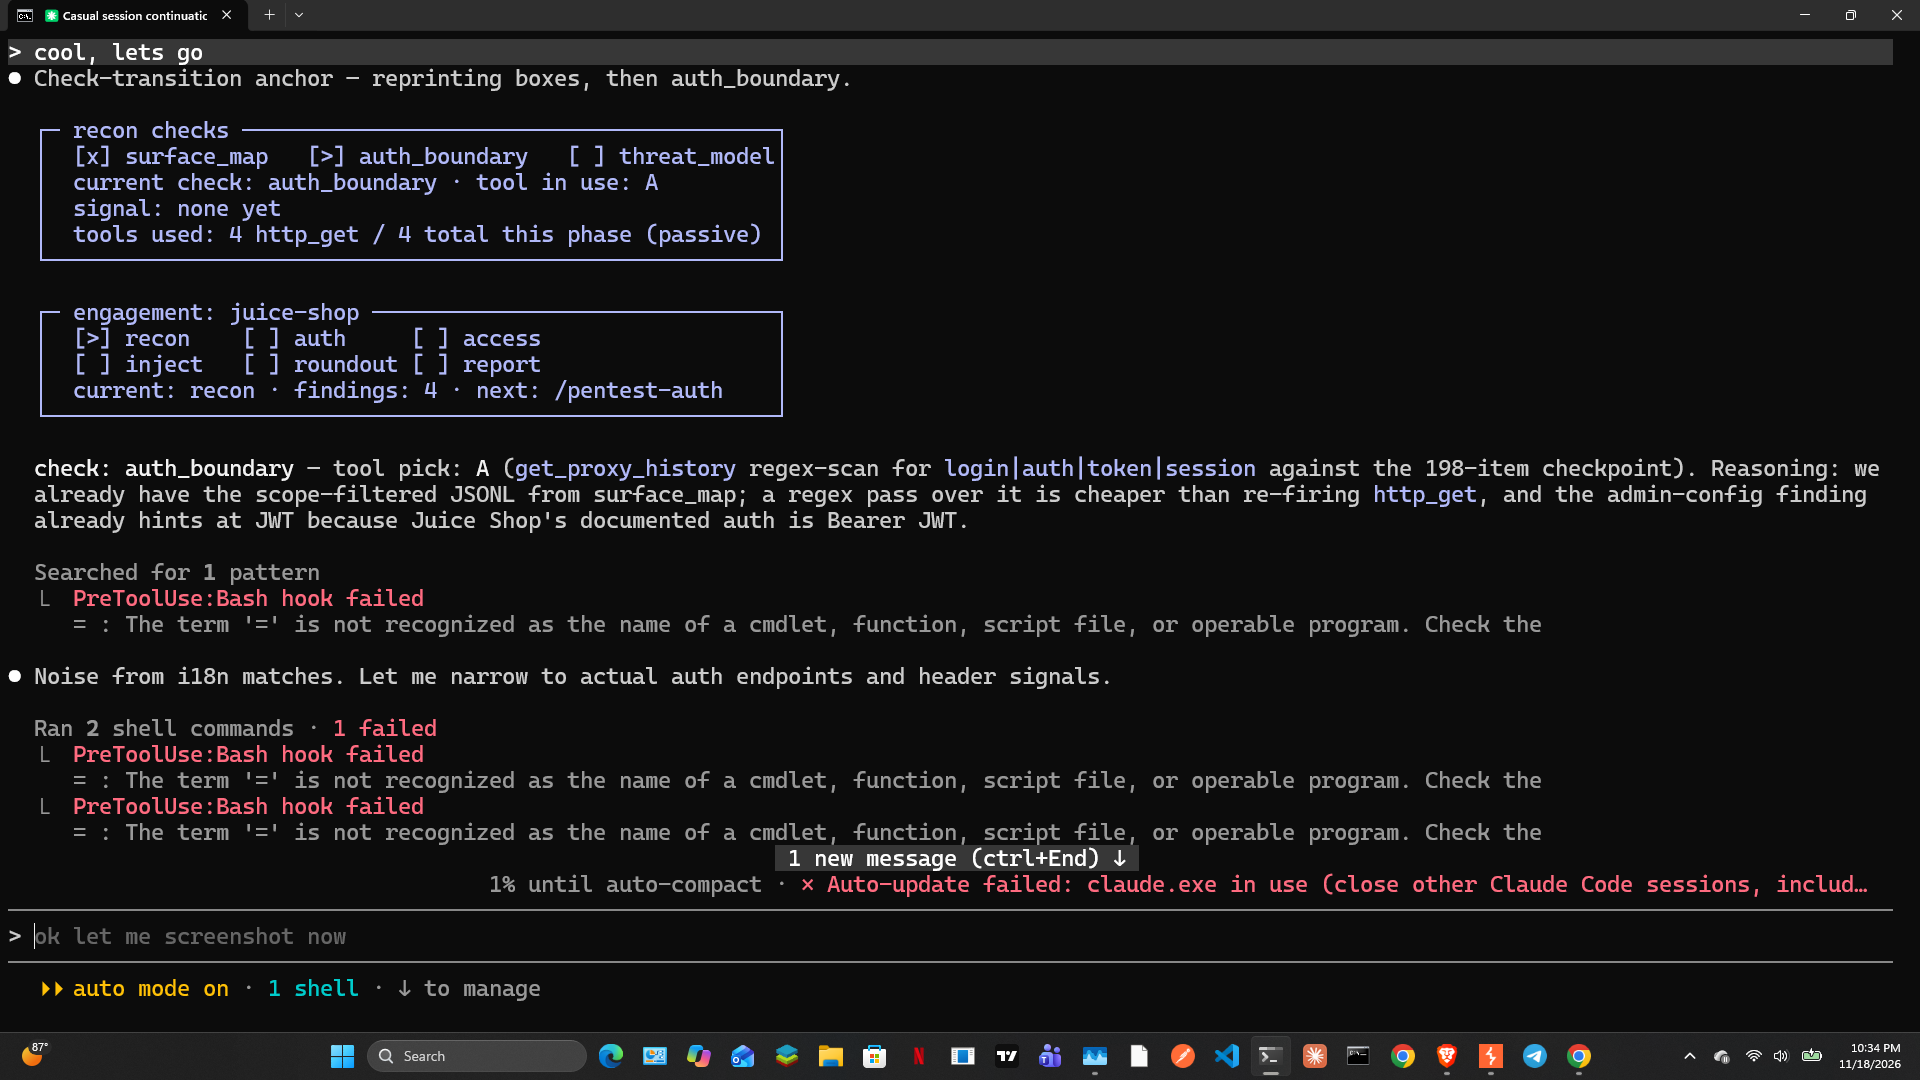 Casual session continuatic
> cool, lets go
● Check-transition anchor — reprinting boxes, then auth_boundary.
recon checks
[x] surface_map [>] auth_boundary [ ] threat_model
current check: auth_boundary · tool in use: A
signal: none yet
tools used: 4 http_get / 4 total this phase (passive)
engagement: juice-shop
[>] recon [ ] auth [ ] access
[ ] inject [ ] roundout [ ] report
current: recon · findings: 4 · next: /pentest-auth
check: auth_boundary — tool pick: A (get_proxy_history regex-scan for login|auth|token|session against the 198-item checkpoint). Reasoning: we
already have the scope-filtered JSONL from surface_map; a regex pass over it is cheaper than re-firing http_get, and the admin-config finding
already hints at JWT because Juice Shop's documented auth is Bearer JWT.
Searched for 1 pattern
PreToolUse:Bash hook failed
= : The term '=' is not recognized as the name of a cmdlet, function, script file, or operable program. Check the
● Noise from i18n matches. Let me narrow to actual auth endpoints and header signals.
Ran 2 shell commands · 1 failed
PreToolUse:Bash hook failed
= : The term '=' is not recognized as the name of a cmdlet, function, script file, or operable program. Check the
PreToolUse:Bash hook failed
= : The term '=' is not recognized as the name of a cmdlet, function, script file, or operable program. Check the
1 new message (ctrl+End) ↓
1% until auto-compact · × Auto-update failed: claude.exe in use (close other Claude Code sessions, includ…
> ok let me screenshot now
auto mode on · 1 shell · ↓ to manage
87°
Search
10:34 PM
11/18/2026